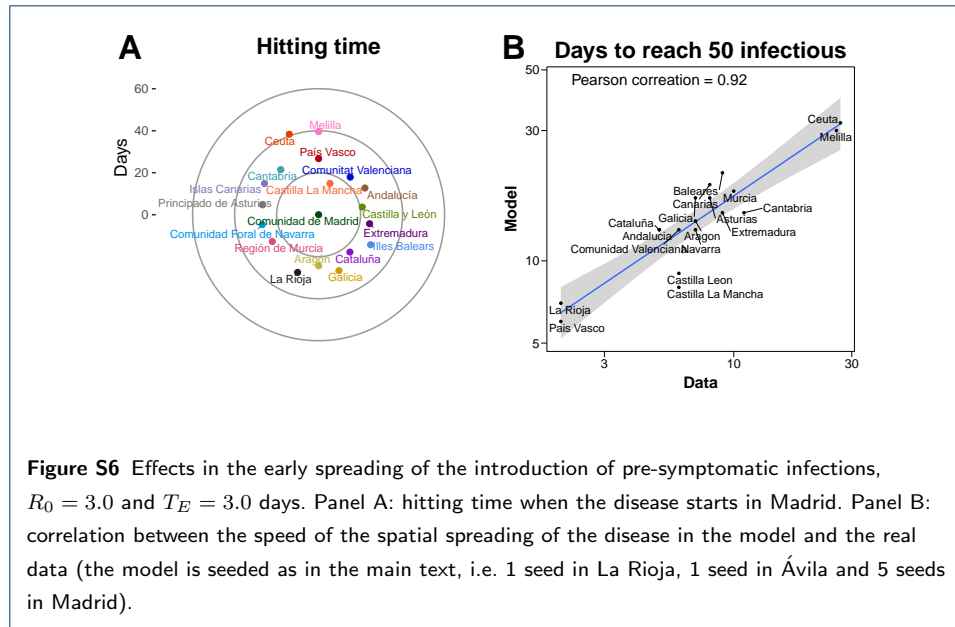 A
Hitting time
60
40
20
0
Days
Melilla
Ceuta
País Vasco
Comunitat Valenciana
Cantabria
Islas Canarias
Castilla La Mancha
Andalucía
Principado de Asturias
Castilla y León
Comunidad de Madrid
Comunidad Foral de Navarra
Extremadura
Región de Murcia
Illes Balears
Aragón
Cataluña
La Rioja
Galicia
B
Days to reach 50 infectious
Pearson correation = 0.92
50
30
10
5
Model
Ceuta
Melilla
Baleares
Murcia
Canarias
Cantabria
Galicia
Asturias
Cataluña
Extremadura
Andalucia
Aragon
Comunidad Valenciana
Navarra
Castilla Leon
Castilla La Mancha
La Rioja
Pais Vasco
3
10
30
Data
Figure S6 Effects in the early spreading of the introduction of pre-symptomatic infections,
R₀ = 3.0 and T_E = 3.0 days. Panel A: hitting time when the disease starts in Madrid. Panel B:
correlation between the speed of the spatial spreading of the disease in the model and the real
data (the model is seeded as in the main text, i.e. 1 seed in La Rioja, 1 seed in Ávila and 5 seeds
in Madrid).